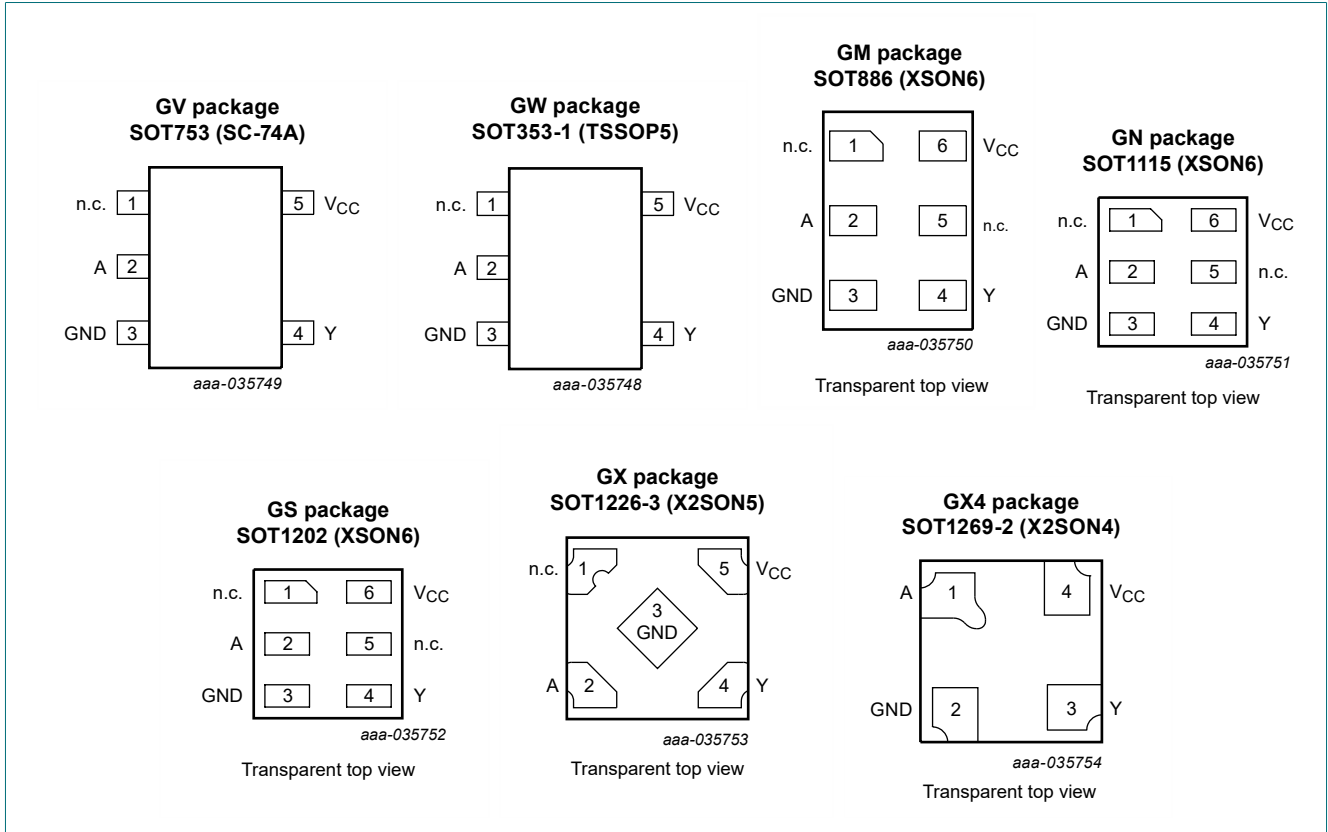 GV package
SOT753 (SC-74A)
n.c. 1
5 VCC
A 2
GND 3
4 Y
aaa-035749
GW package
SOT353-1 (TSSOP5)
n.c. 1
5 VCC
A 2
GND 3
4 Y
aaa-035748
GM package
SOT886 (XSON6)
n.c. 1 6 VCC
A 2 5 n.c.
GND 3 4 Y
aaa-035750
Transparent top view
GN package
SOT1115 (XSON6)
n.c. 1 6 VCC
A 2 5 n.c.
GND 3 4 Y
aaa-035751
Transparent top view
GS package
SOT1202 (XSON6)
n.c. 1 6 VCC
A 2 5 n.c.
GND 3 4 Y
aaa-035752
Transparent top view
GX package
SOT1226-3 (X2SON5)
n.c. 1 5 VCC
3
GND
A 2 4 Y
aaa-035753
Transparent top view
GX4 package
SOT1269-2 (X2SON4)
A 1 4 VCC
GND 2 3 Y
aaa-035754
Transparent top view